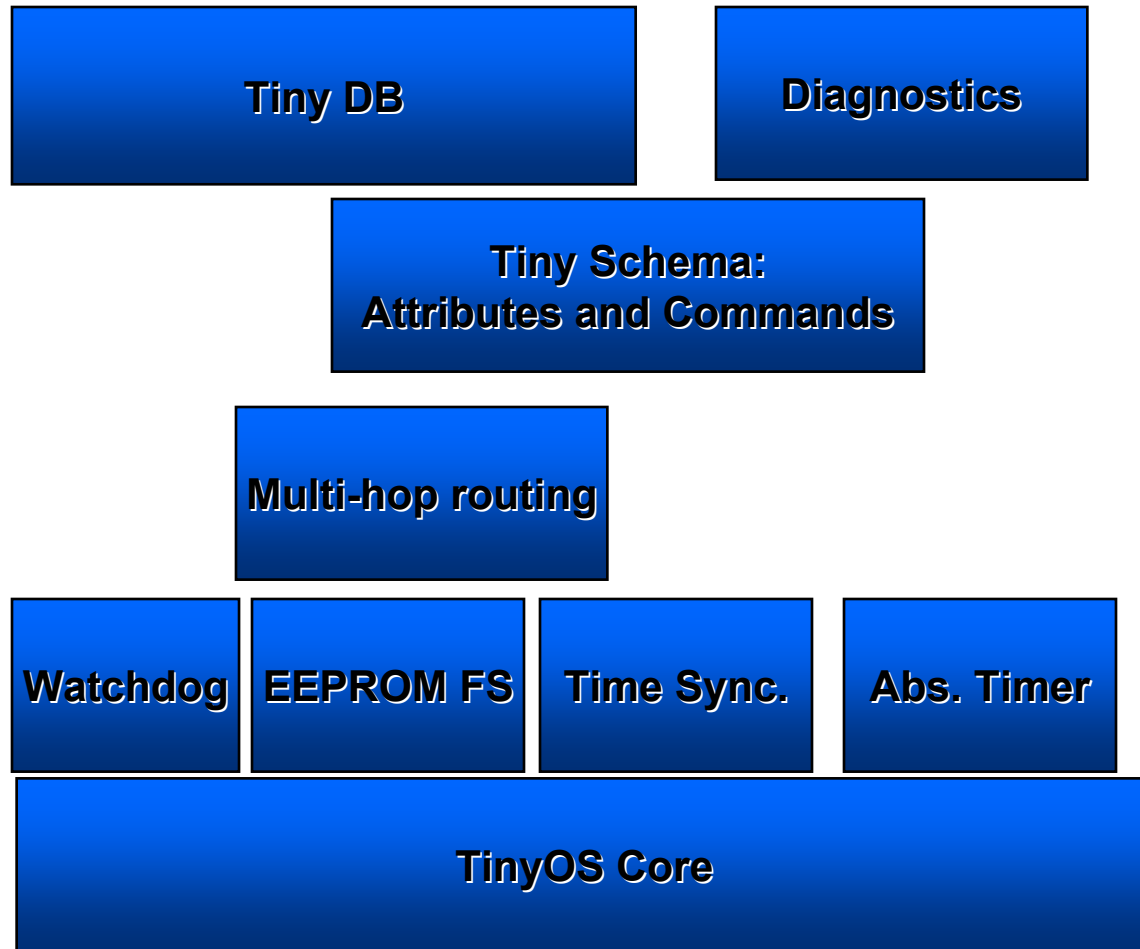 Tiny DB
Diagnostics
Tiny Schema:
Attributes and Commands
Multi-hop routing
Watchdog
EEPROM FS
Time Sync.
Abs. Timer
TinyOS Core